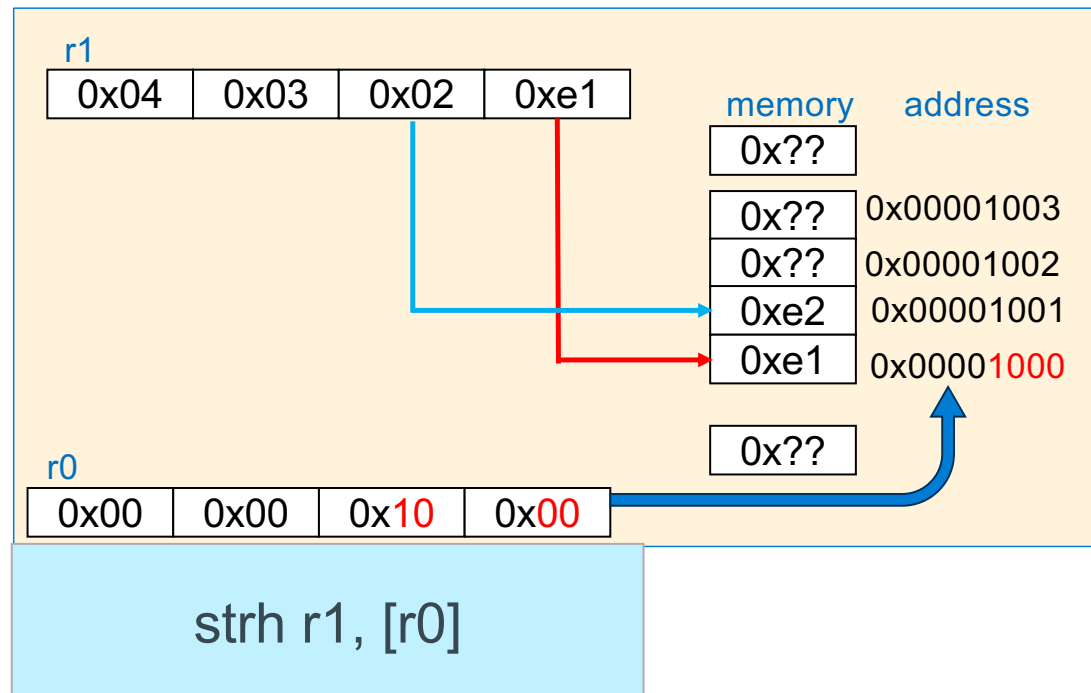 r1
0x04 0x03 0x02 0xe1
memory address
0x??
0x?? 0x00001003
0x?? 0x00001002
0xe2 0x00001001
0xe1 0x00001000
0x??
r0
0x00 0x00 0x10 0x00
strh r1, [r0]